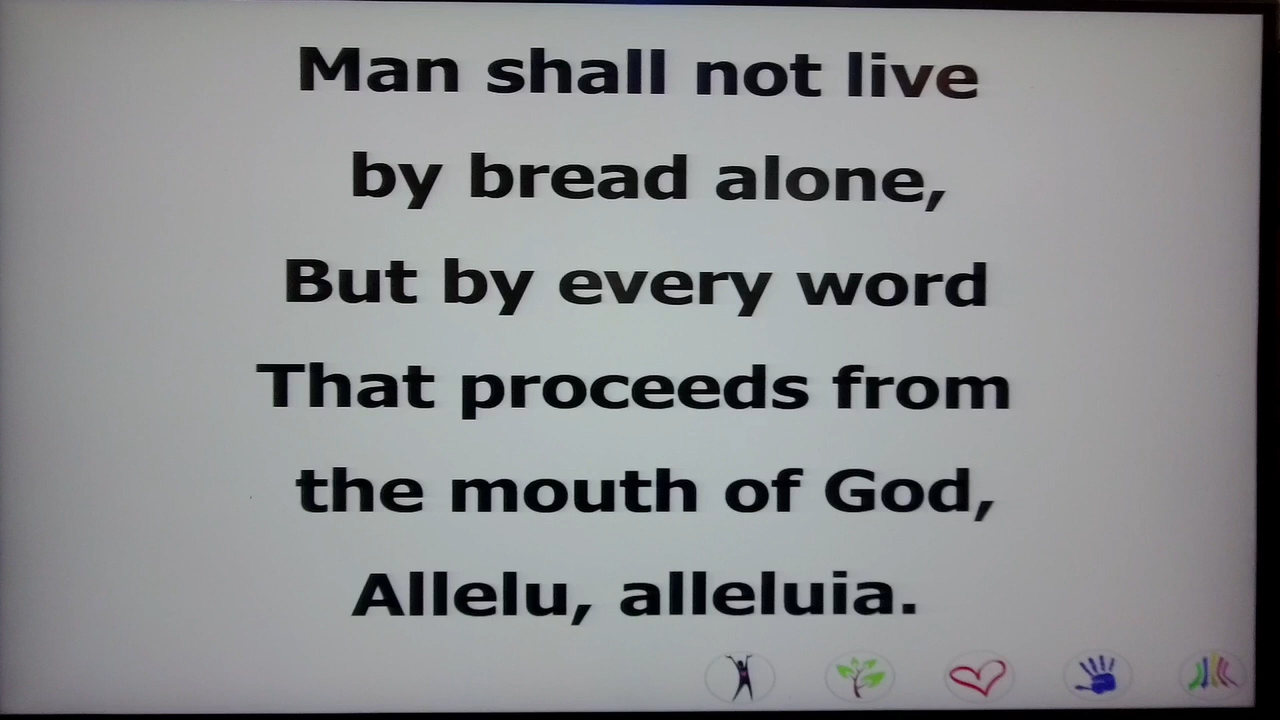 Man shall not live
by bread alone,
But by every word
That proceeds from
the mouth of God,
Allelu, alleluia.